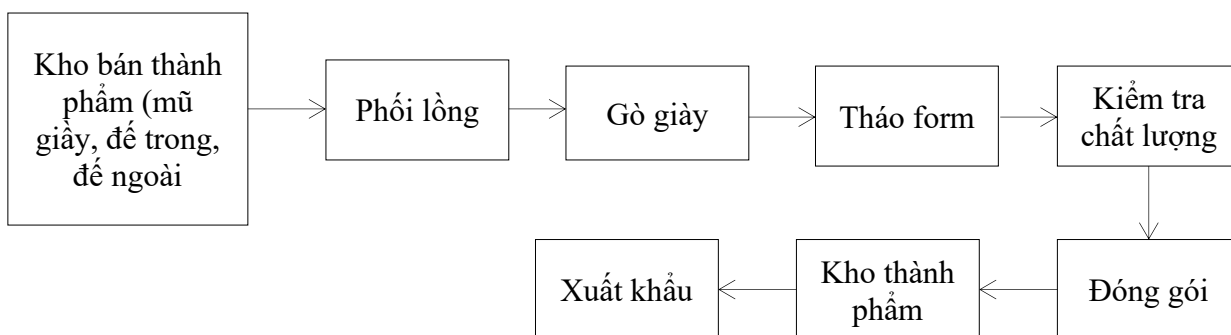 Kho bán thành
phẩm (mũ
giầy, đế trong,
đế ngoài
Phối lồng
Gò giày
Tháo form
Kiểm tra
chất lượng
Đóng gói
Kho thành
phẩm
Xuất khẩu